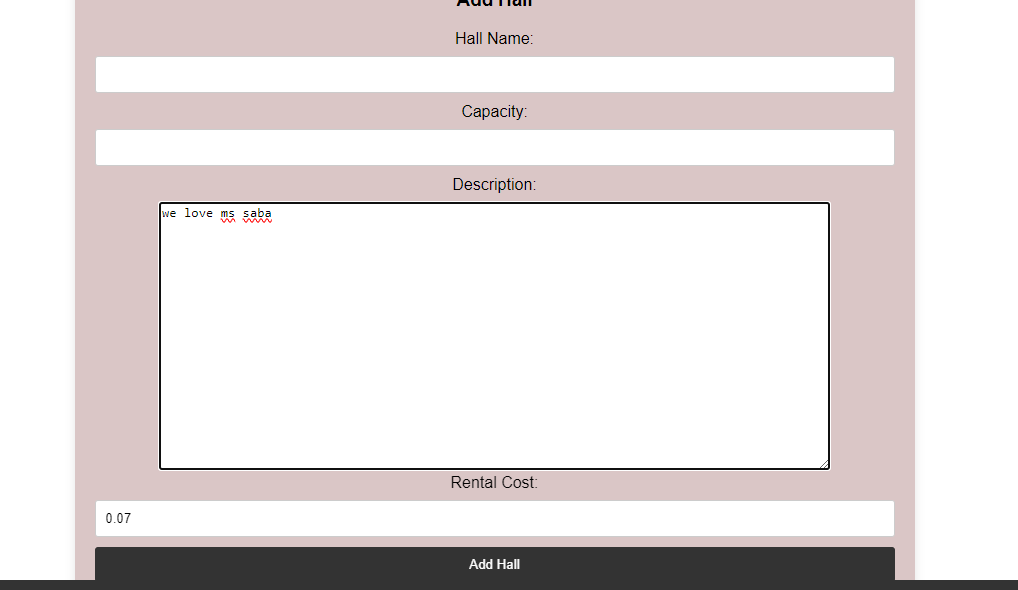 Add Hall
Hall Name:
Capacity:
Description:
we love ms saba
Rental Cost:
0.07
Add Hall